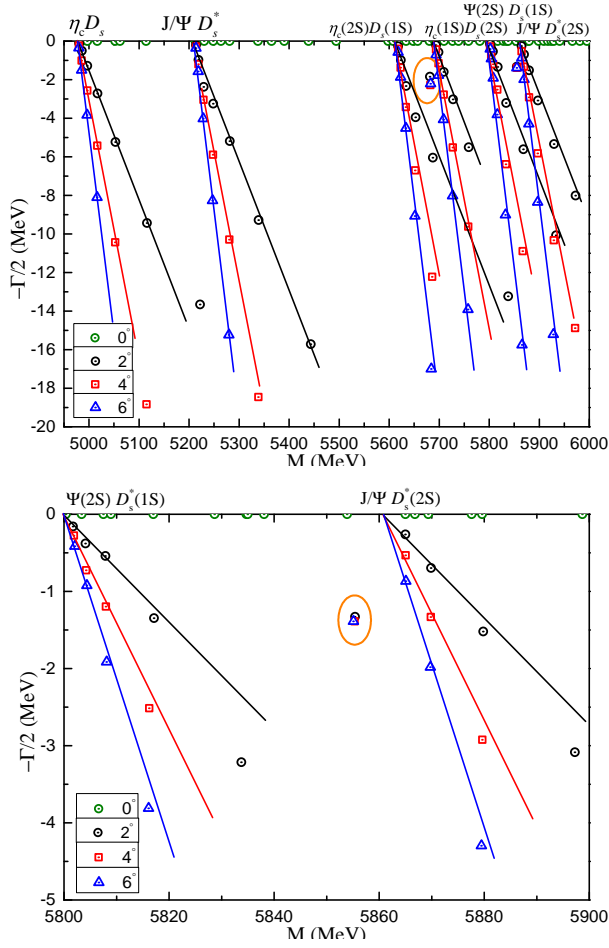 Ψ(2S) D_s(1S)
η_c D_s J/Ψ D_s^* η_c(2S)D_s(1S) η_c(1S)D_s(2S) J/Ψ D_s^*(2S)
0
-2
-4
-6
-8
-10
-12
-14
-16
-18
-20
−Γ/2 (MeV)
0°
2°
4°
6°
5000 5100 5200 5300 5400 5500 5600 5700 5800 5900 6000
M (MeV)
Ψ(2S) D_s^*(1S) J/Ψ D_s^*(2S)
0
-1
-2
-3
-4
-5
−Γ/2 (MeV)
0°
2°
4°
6°
5800 5820 5840 5860 5880 5900
M (MeV)